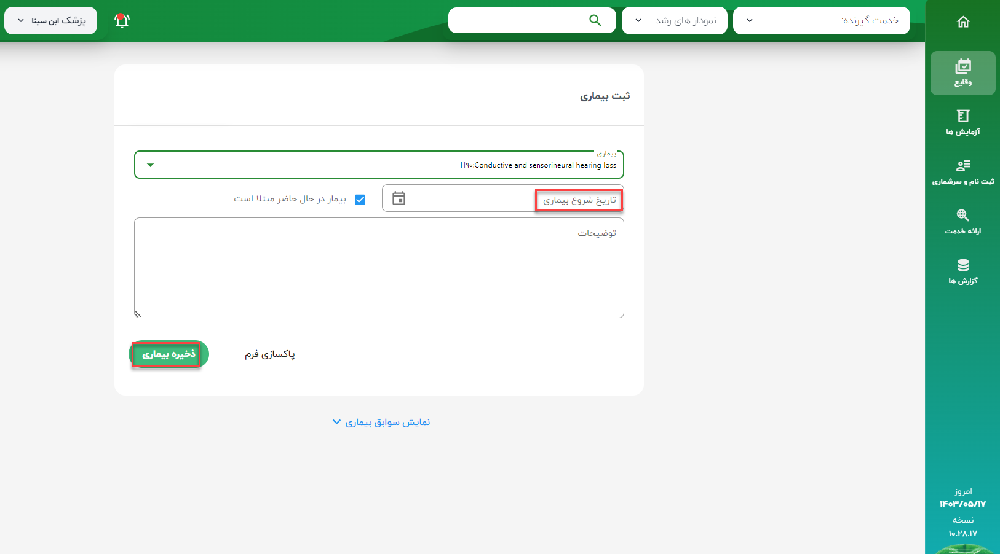 خدمت گیرنده:
نمودار های رشد
پزشک ابن سینا
وقایع
آزمایش ها
ثبت نام و سرشماری
ارائه خدمت
گزارش ها
امروز
۱۴۰۳/۰۵/۱۷
نسخه
۱۰.۲۸.۱۷
ثبت بیماری
بیماری
H۹۰:Conductive and sensorineural hearing loss
تاریخ شروع بیماری
بیمار در حال حاضر مبتلا است
توضیحات
پاکسازی فرم
ذخیره بیماری
نمایش سوابق بیماری